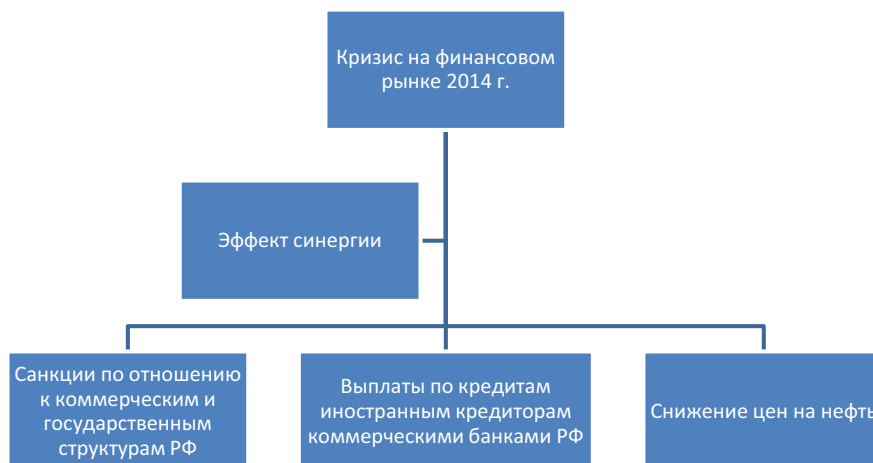 Кризис на финансовом
рынке 2014 г.
Эффект синергии
Санкции по отношению
к коммерческим и
государственным
структурам РФ
Выплаты по кредитам
иностранным кредиторам
коммерческими банками РФ
Снижение цен на нефть